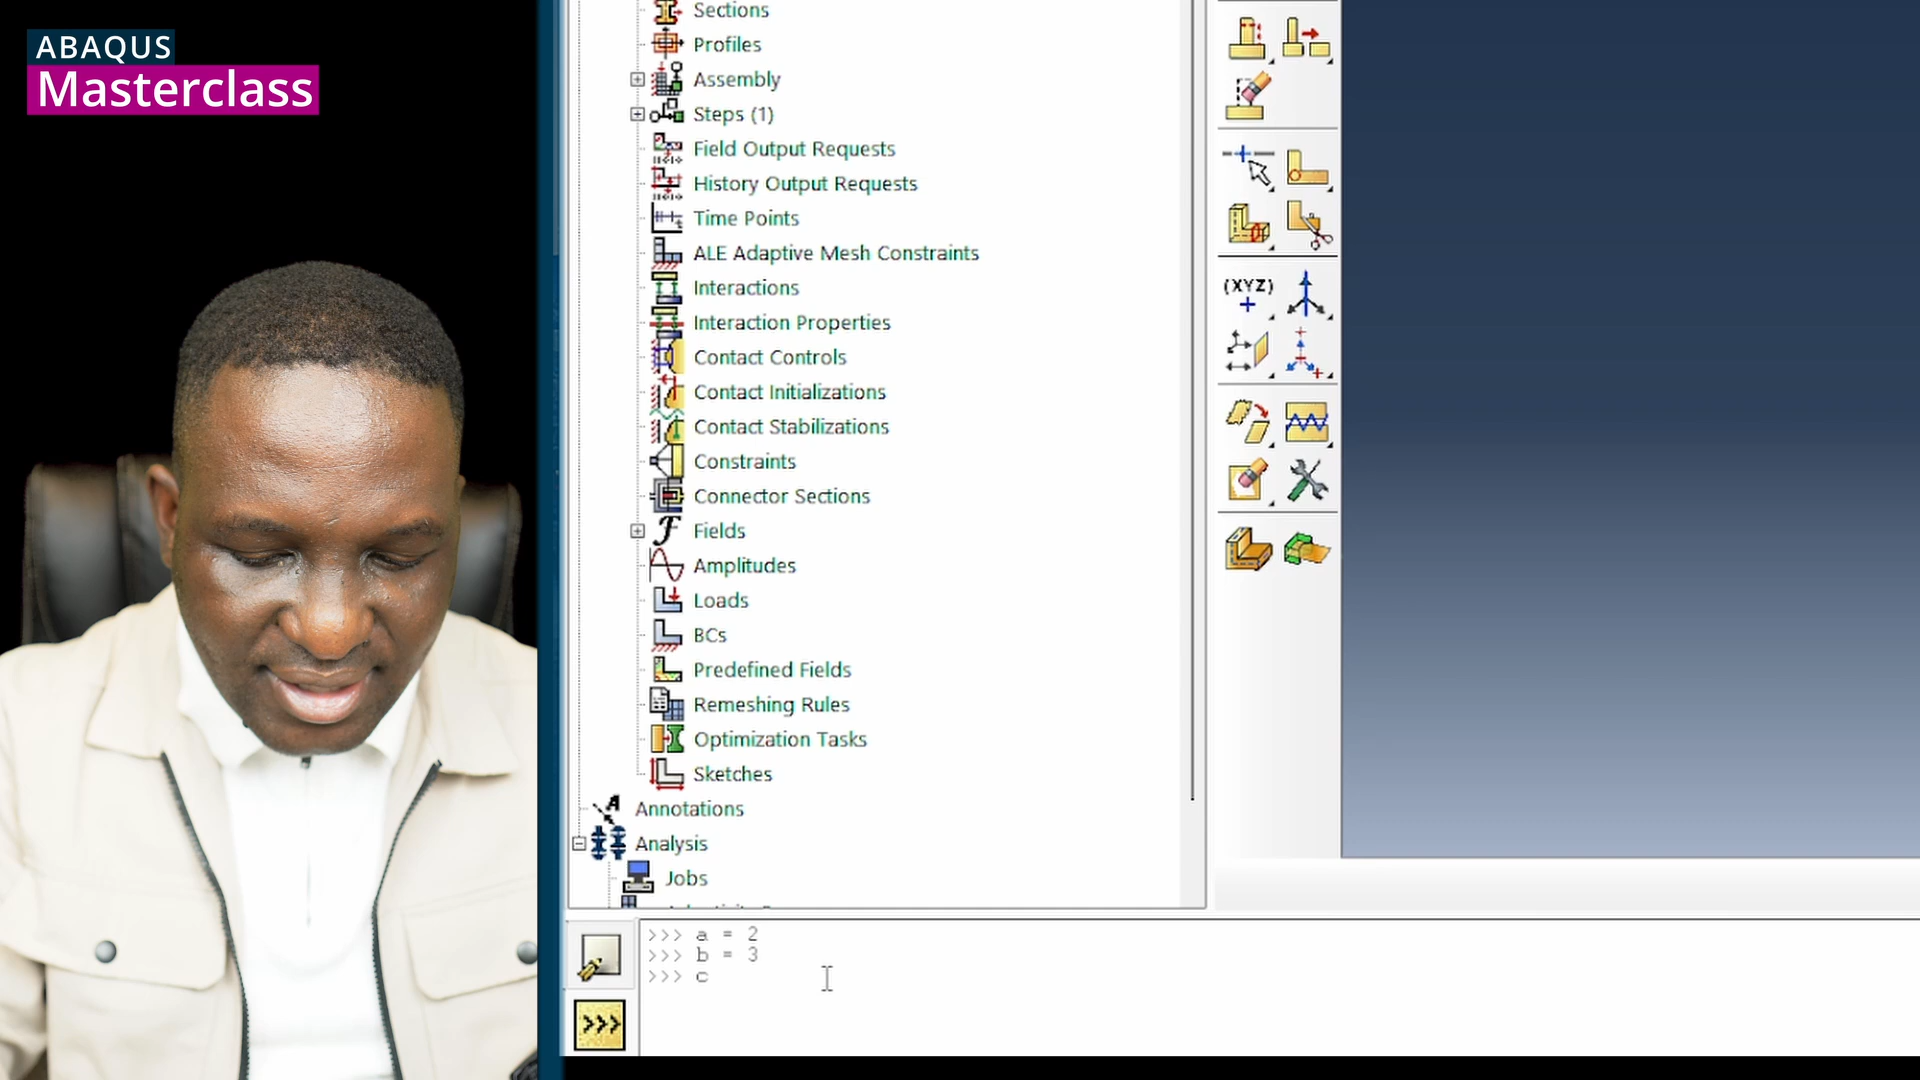 ABAQUS
Masterclass
Sections
Profiles
Assembly
Steps (1)
Field Output Requests
History Output Requests
Time Points
ALE Adaptive Mesh Constraints
Interactions
Interaction Properties
Contact Controls
Contact Initializations
Contact Stabilizations
Constraints
Connector Sections
Fields
Amplitudes
Loads
BCs
Predefined Fields
Remeshing Rules
Optimization Tasks
Sketches
Annotations
Analysis
Jobs
(XYZ)
>>> a = 2
>>> b = 3
>>> c
>>>